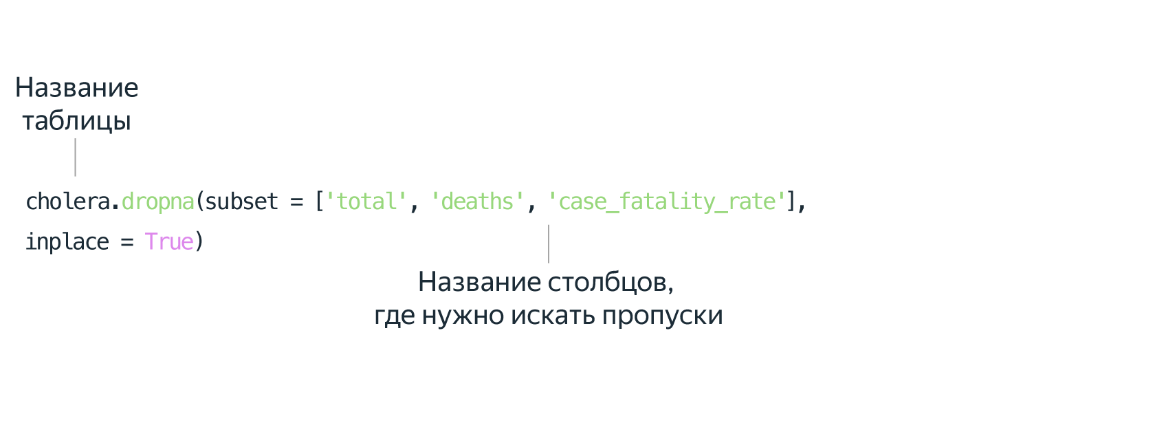 Название
таблицы
cholera.dropna(subset = ['total', 'deaths', 'case_fatality_rate'],
inplace = True)
Название столбцов,
где нужно искать пропуски